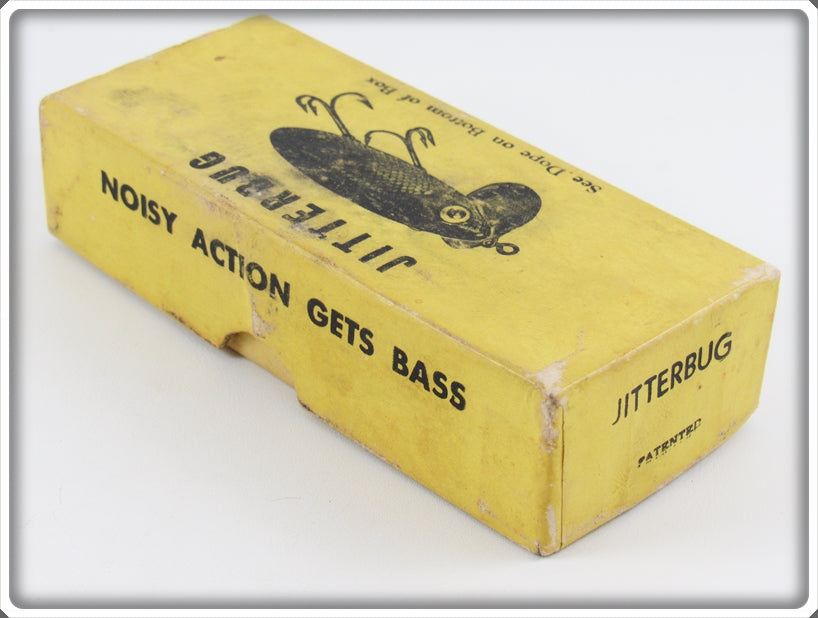 See Dope on Bottom of Box
JITTERBUG
NOISY ACTION GETS BASS
JITTERBUG
PATENTED